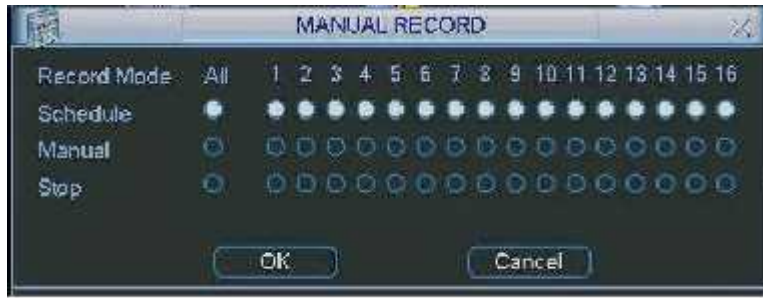 MANUAL RECORD
Record Mode All 1 2 3 4 5 6 7 8 9 10 11 12 13 14 15 16
Schedule
Manual
Stop
OK Cancel